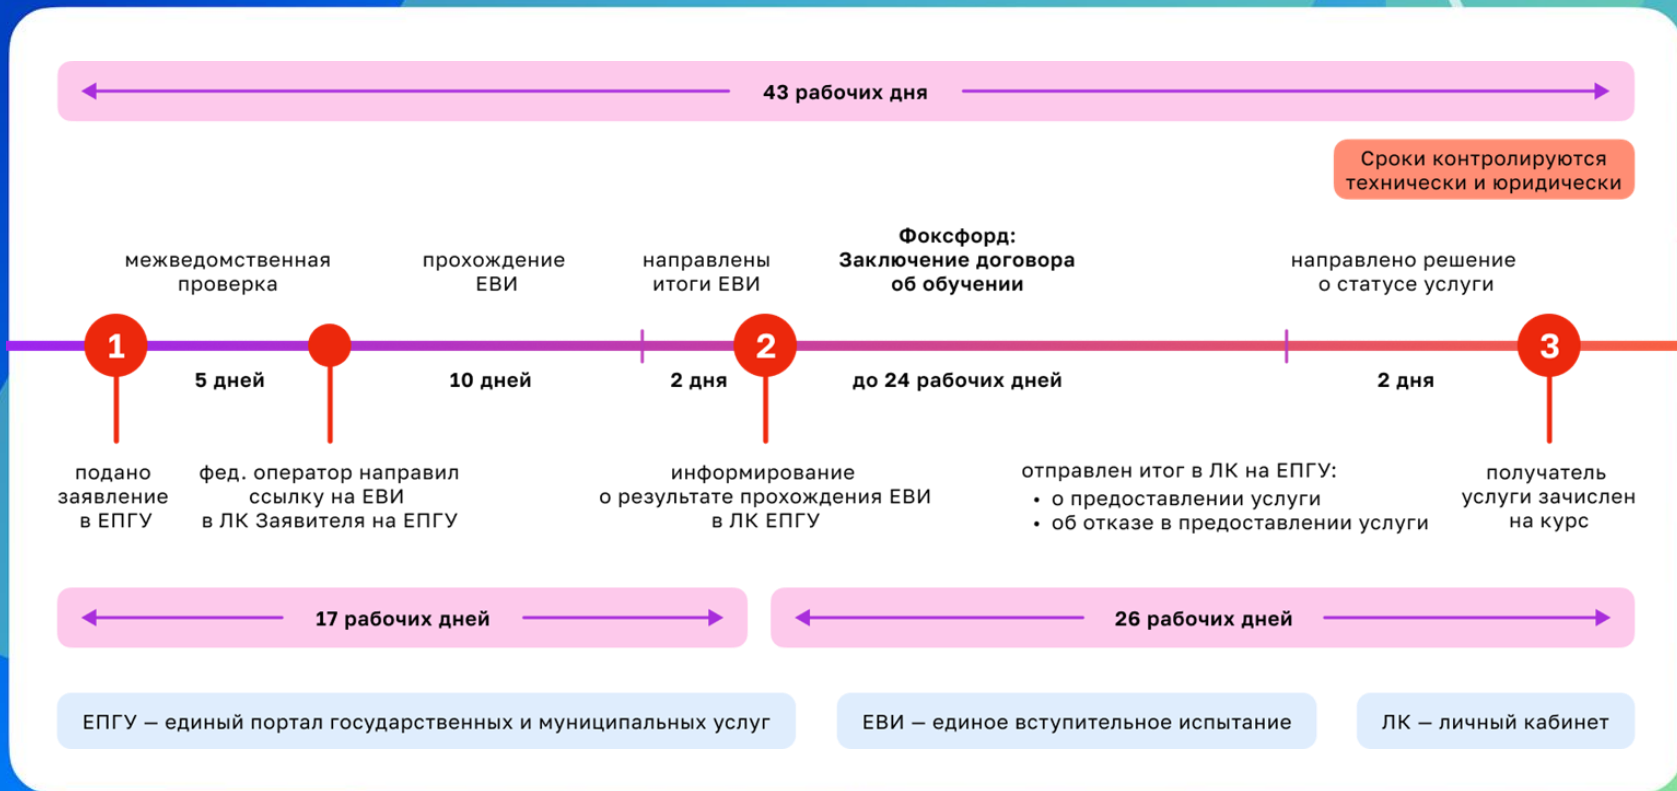 43 рабочих дня
Сроки контролируются
технически и юридически
межведомственная
проверка
прохождение
ЕВИ
направлены
итоги ЕВИ
Фоксфорд:
Заключение договора
об обучении
направлено решение
о статусе услуги
1
2
3
5 дней
10 дней
2 дня
до 24 рабочих дней
2 дня
подано
заявление
в ЕПГУ
фед. оператор направил
ссылку на ЕВИ
в ЛК Заявителя на ЕПГУ
информирование
о результате прохождения ЕВИ
в ЛК ЕПГУ
отправлен итог в ЛК на ЕПГУ:
• о предоставлении услуги
• об отказе в предоставлении услуги
получатель
услуги зачислен
на курс
17 рабочих дней
26 рабочих дней
ЕПГУ – единый портал государственных и муниципальных услуг
ЕВИ – единое вступительное испытание
ЛК – личный кабинет